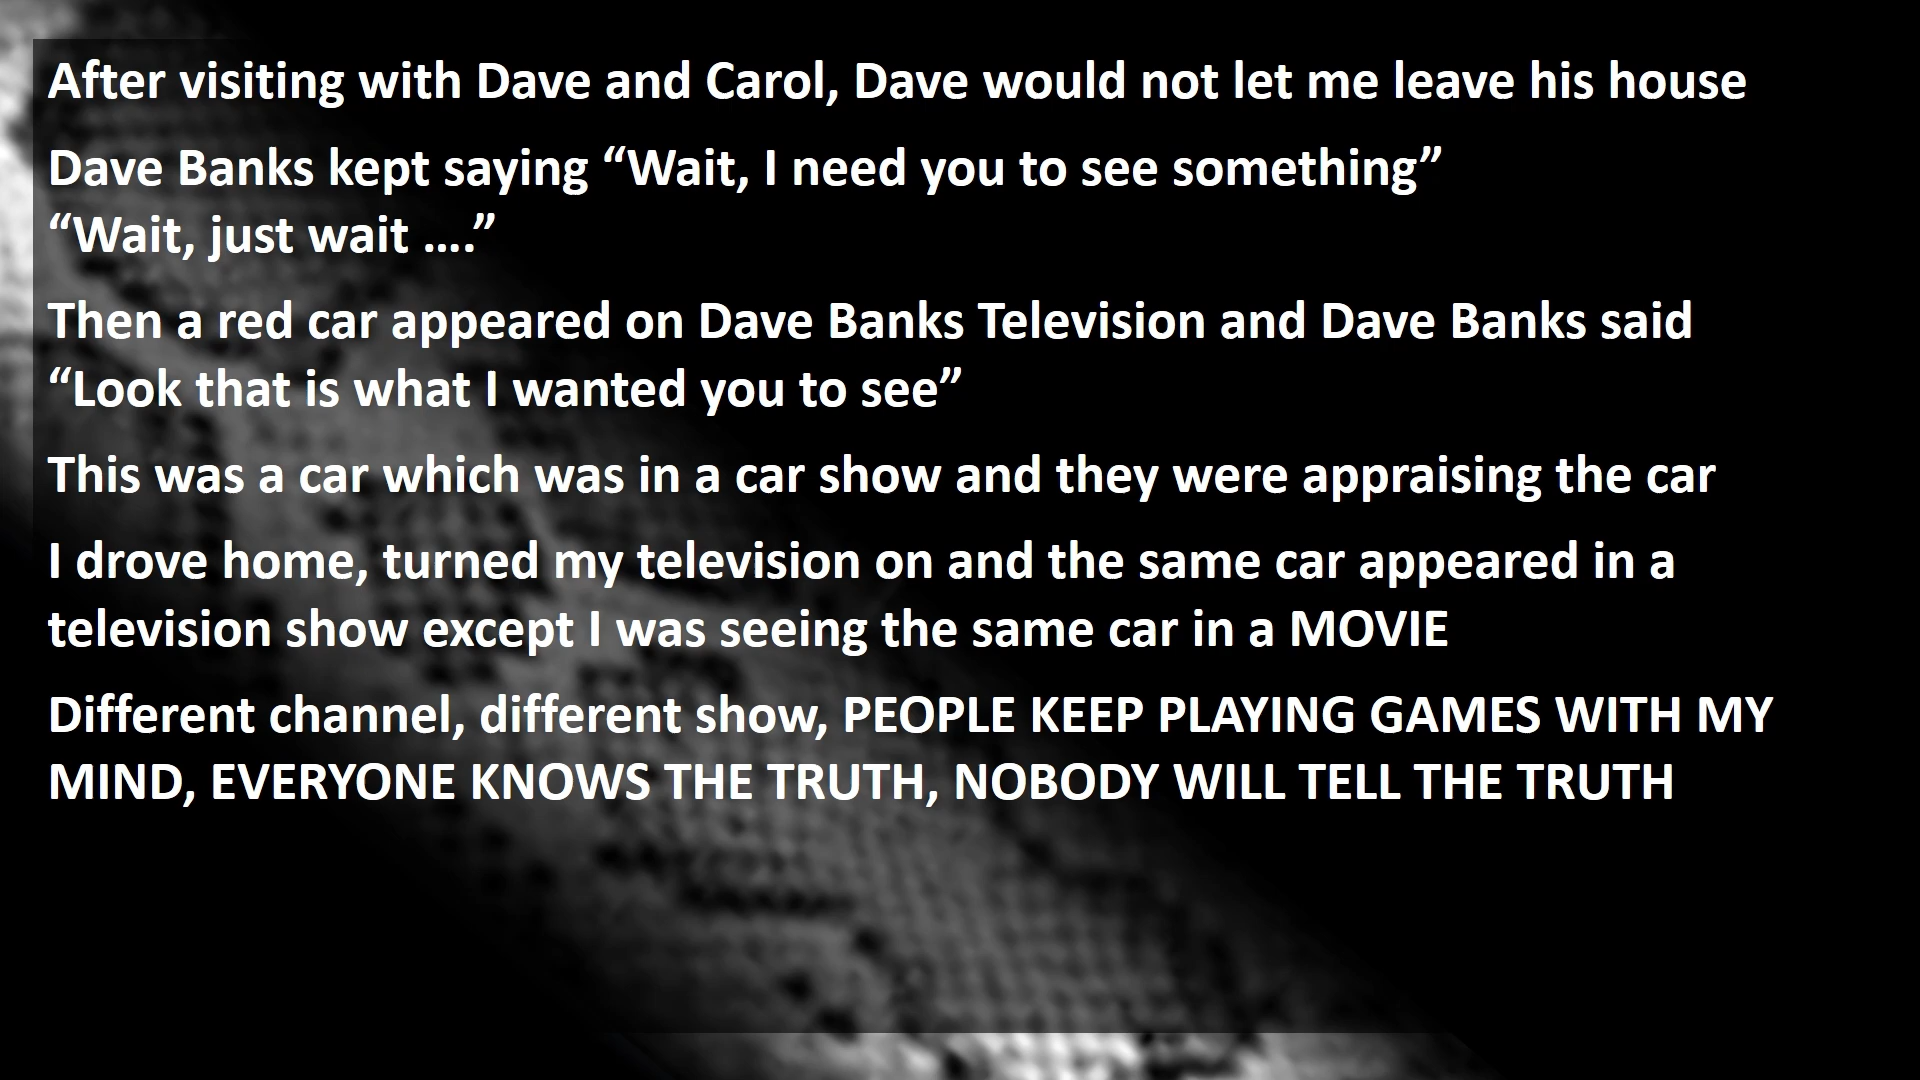 After visiting with Dave and Carol, Dave would not let me leave his house
Dave Banks kept saying “Wait, I need you to see something”
“Wait, just wait ….”
Then a red car appeared on Dave Banks Television and Dave Banks said
“Look that is what I wanted you to see”
This was a car which was in a car show and they were appraising the car
I drove home, turned my television on and the same car appeared in a
television show except I was seeing the same car in a MOVIE
Different channel, different show, PEOPLE KEEP PLAYING GAMES WITH MY
MIND, EVERYONE KNOWS THE TRUTH, NOBODY WILL TELL THE TRUTH